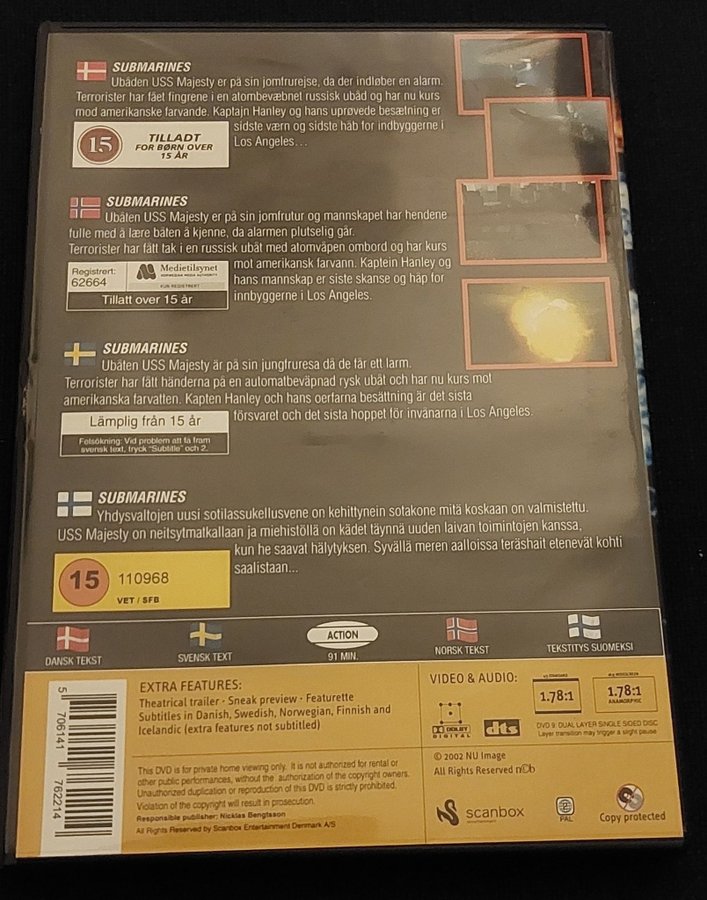 SUBMARINES
Ubåden USS Majesty er på sin jomfrurejse, da der indløber en alarm.
Terrorister har fået fingrene i en atombevæbnet russisk ubåd og har nu kurs
mod amerikanske farvande. Kaptajn Hanley og hans uprøvede besætning er
sidste værn og sidste håb for indbyggerne i
Los Angeles...
15
TILLADT
FOR BØRN OVER
15 ÅR
SUBMARINES
Ubåten USS Majesty er på sin jomfrutur og mannskapet har hendene
fulle med å lære båten å kjenne, da alarmen plutselig går.
Terrorister har fått tak i en russisk ubåt med atomvåpen ombord og har kurs
mot amerikansk farvann. Kaptein Hanley og
hans mannskap er siste skanse og håp for
innbyggerne i Los Angeles.
Registrert:
62664
Medietilsynet
NORWEGIAN MEDIA AUTHORITY
KUN REGISTRERT
Tillatt over 15 år
SUBMARINES
Ubåten USS Majesty är på sin jungfruresa då de får ett larm.
Terrorister har fått händerna på en automatbeväpnad rysk ubåt och har nu kurs mot
amerikanska farvatten. Kapten Hanley och hans oerfarna besättning är det sista
försvaret och det sista hoppet för invånarna i Los Angeles.
Lämplig från 15 år
Felsökning: Vid problem att få fram
svensk text, tryck "Subtitle" och 2.
SUBMARINES
Yhdysvaltojen uusi sotilassukellusvene on kehittynein sotakone mitä koskaan on valmistettu.
USS Majesty on neitsytmatkallaan ja miehistöllä on kädet täynnä uuden laivan toimintojen kanssa,
kun he saavat hälytyksen. Syvällä meren aalloissa teräshait etenevät kohti
saalistaan...
15
110968
VET / SFB
DANSK TEKST
SVENSK TEXT
ACTION
91 MIN.
NORSK TEKST
TEKSTITYS SUOMEKSI
5 706141 762214
EXTRA FEATURES:
Theatrical trailer · Sneak preview · Featurette
Subtitles in Danish, Swedish, Norwegian, Finnish and
Icelandic (extra features not subtitled)
This DVD is for private home viewing only. It is not authorized for rental or
other public performances, without the authorization of the copyright owners.
Unauthorized duplication or reproduction of this DVD is strictly prohibited.
Violation of the copyright will result in prosecution.
Responsible publisher: Nicklas Bengtsson
All Rights Reserved by Scanbox Entertainment Denmark A/S
VIDEO & AUDIO:
DOLBY
DIGITAL
dts
1.78:1
16:9 WIDESCREEN
1.78:1
ANAMORPHIC
DVD 9: DUAL LAYER SINGLE SIDED DISC
Layer transition may trigger a slight pause
© 2002 NU Image
All Rights Reserved nCb
scanbox
PAL
Copy protected